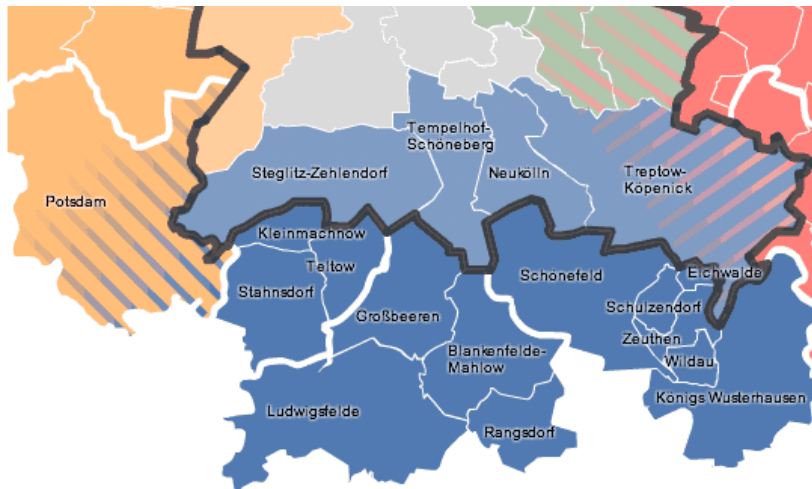 Tempelhof-
Schöneberg
Steglitz-Zehlendorf
Neukölln
Treptow-
Köpenick
Potsdam
Kleinmachnow
Teltow
Stahnsdorf
Großbeeren
Schönefeld
Eichwalde
Schulzendorf
Zeuthen
Wildau
Blankenfelde-
Mahlow
Königs Wusterhausen
Ludwigsfelde
Rangsdorf